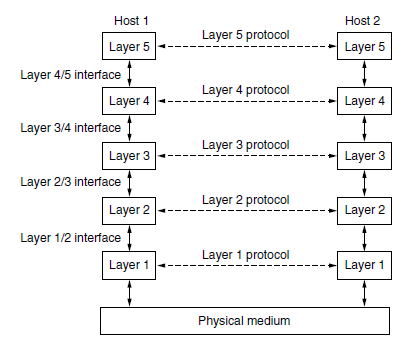 Host 1
Host 2
Layer 5
Layer 5 protocol
Layer 5
Layer 4/5 interface
Layer 4
Layer 4 protocol
Layer 4
Layer 3/4 interface
Layer 3
Layer 3 protocol
Layer 3
Layer 2/3 interface
Layer 2
Layer 2 protocol
Layer 2
Layer 1/2 interface
Layer 1
Layer 1 protocol
Layer 1
Physical medium